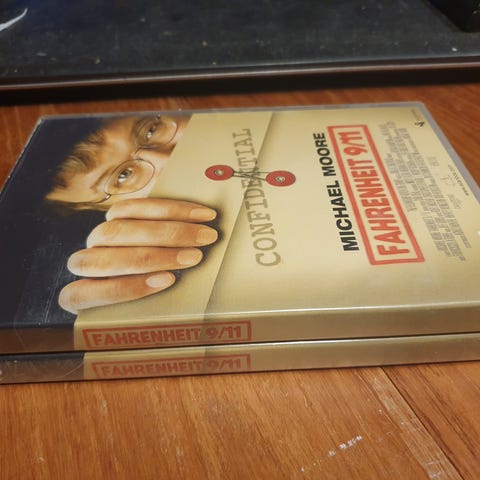 CONFIDENTIAL
MICHAEL MOORE
FAHRENHEIT 9/11
FAHRENHEIT 9/11
FAHRENHEIT 9/11